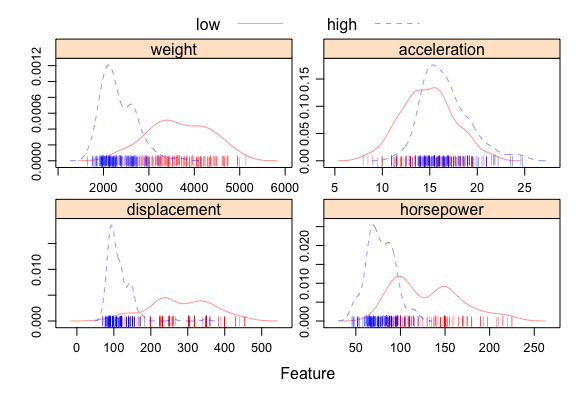 low high
weight acceleration
0.0000 0.0006 0.0012
0.00 0.05 0.10 0.15
2000 3000 4000 5000 6000
5 10 15 20 25
displacement horsepower
0.000 0.010
0.000 0.010 0.020
0 100 200 300 400 500
50 100 150 200 250
Feature